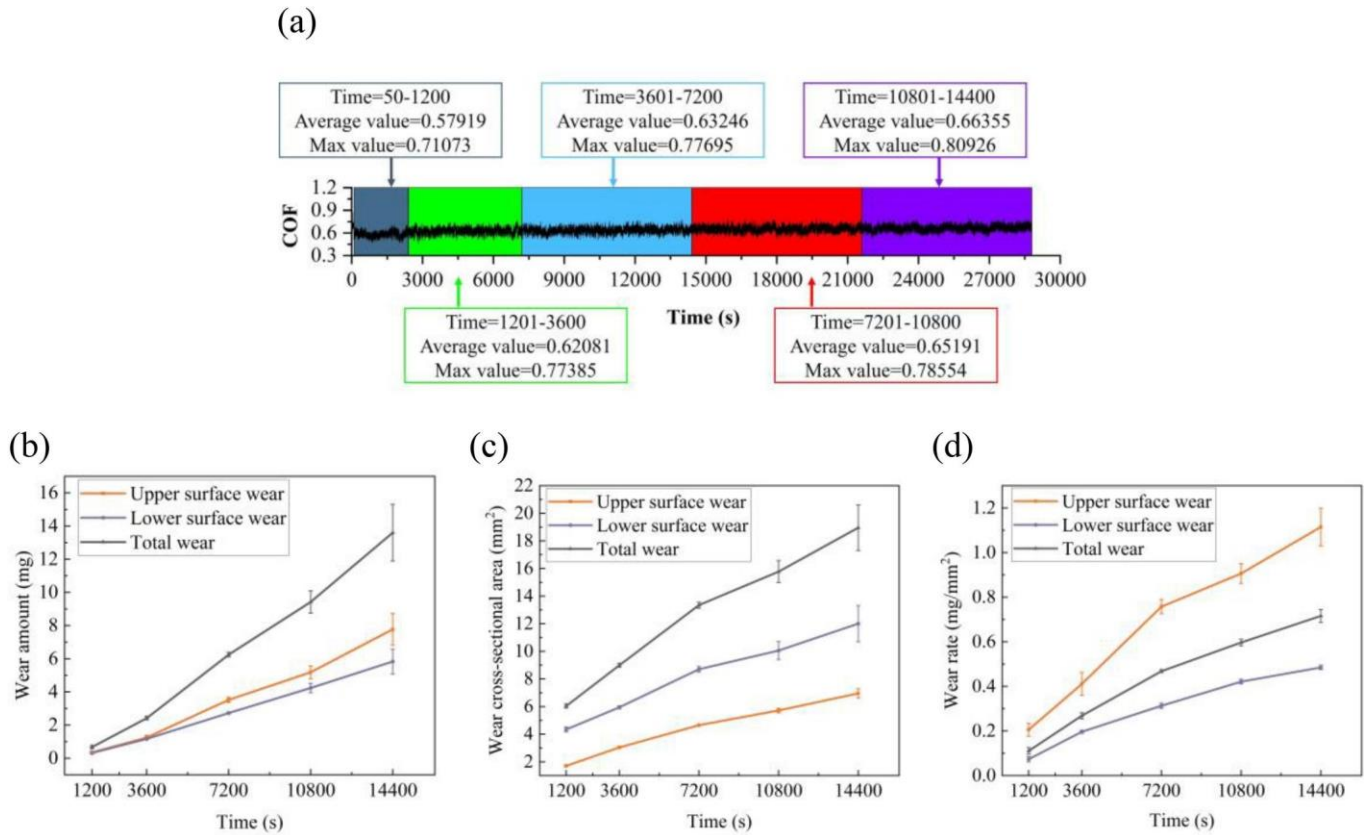 (a)
Time=50-1200
Average value=0.57919
Max value=0.71073
Time=3601-7200
Average value=0.63246
Max value=0.77695
Time=10801-14400
Average value=0.66355
Max value=0.80926
COF
1.2
0.9
0.6
0.3
0 3000 6000 9000 12000 15000 18000 21000 24000 27000 30000
Time (s)
Time=1201-3600
Average value=0.62081
Max value=0.77385
Time=7201-10800
Average value=0.65191
Max value=0.78554
(b)
Wear amount (mg)
16
14
12
10
8
6
4
2
0
Upper surface wear
Lower surface wear
Total wear
1200 3600 7200 10800 14400
Time (s)
(c)
Wear cross-sectional area (mm²)
22
20
18
16
14
12
10
8
6
4
2
Upper surface wear
Lower surface wear
Total wear
1200 3600 7200 10800 14400
Time (s)
(d)
Wear rate (mg/mm²)
1.2
1.0
0.8
0.6
0.4
0.2
0.0
Upper surface wear
Lower surface wear
Total wear
1200 3600 7200 10800 14400
Time (s)